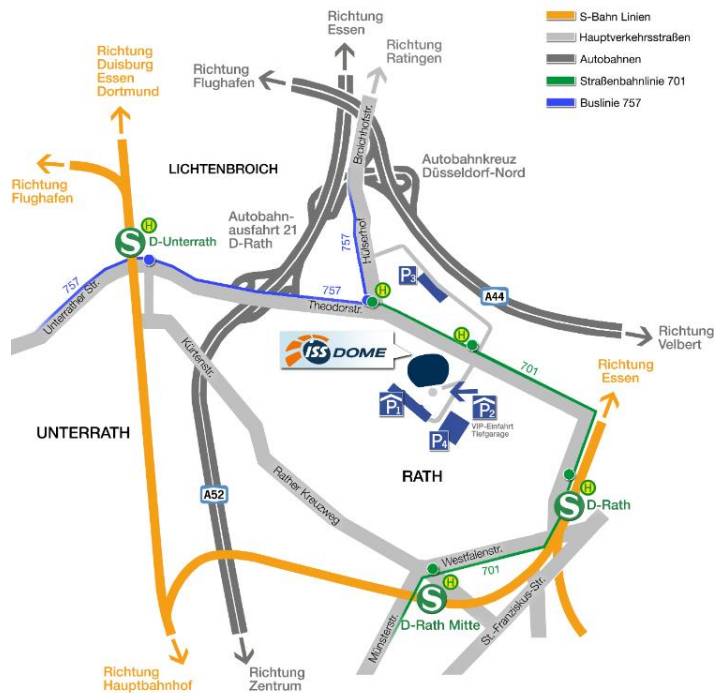 S-Bahn Linien
Hauptverkehrsstraßen
Autobahnen
Straßenbahnlinie 701
Buslinie 757
Richtung
Essen
Richtung
Ratingen
Richtung
Duisburg
Essen
Dortmund
Richtung
Flughafen
Broichhofstr.
LICHTENBROICH
Autobahnkreuz
Düsseldorf-Nord
Richtung
Flughafen
Autobahn-
ausfahrt 21
D-Rath
H
S
D-Unterrath
757
Hülserhof
757
Unterrather Str.
757
Theodorstr.
H
P3
A44
Richtung
Velbert
H
701
Kürtenstr.
ISS DOME
Richtung
Essen
P1
P2
VIP-Einfahrt
Tiefgarage
P4
UNTERRATH
RATH
A52
Rather Kreuzweg
H
S
D-Rath
Westfalenstr.
701
H
S
D-Rath Mitte
Münsterstr.
St.-Franziskus-Str.
Richtung
Hauptbahnhof
Richtung
Zentrum